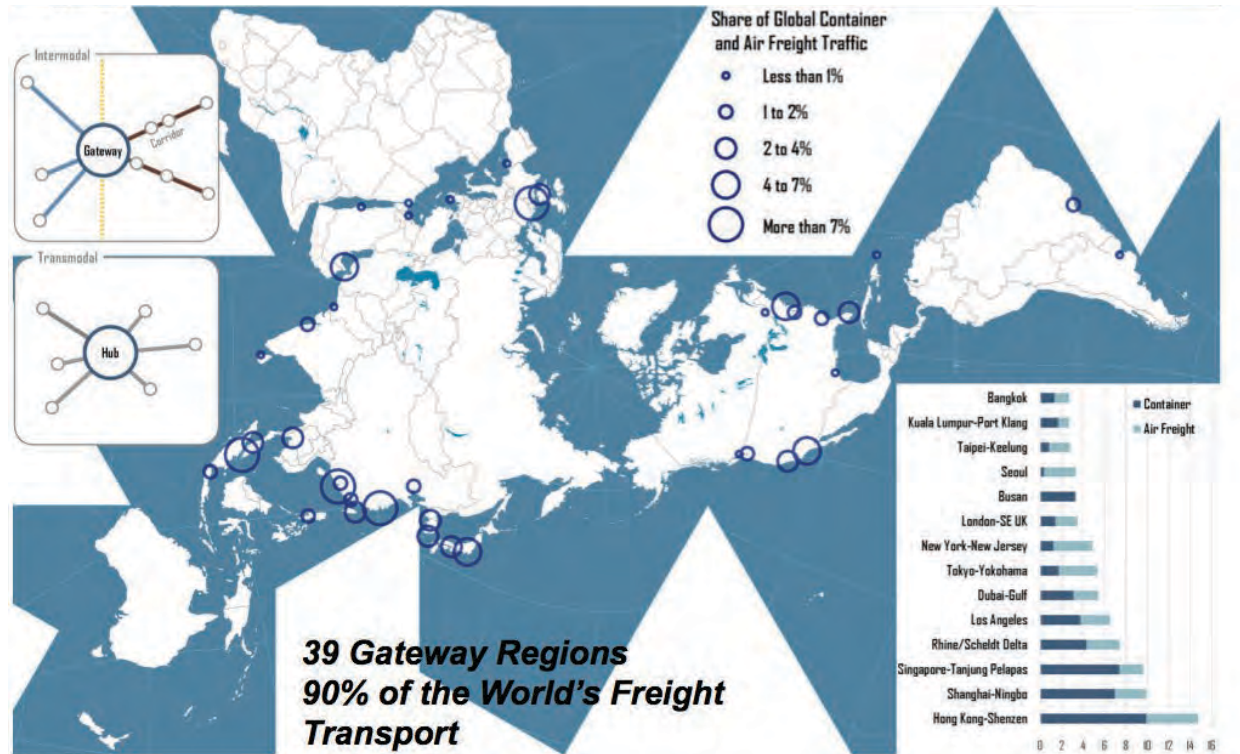 Intermodal
Gateway
Corridor
Transmodal
Hub
Share of Global Container
and Air Freight Traffic
Less than 1%
1 to 2%
2 to 4%
4 to 7%
More than 7%
39 Gateway Regions
90% of the World's Freight
Transport
Container
Air Freight
Bangkok
Kuala Lumpur-Port Klang
Taipei-Keelung
Seoul
Busan
London-SE UK
New York-New Jersey
Tokyo-Yokohama
Dubai-Gulf
Los Angeles
Rhine/Scheldt Delta
Singapore-Tanjung Pelapas
Shanghai-Ningbo
Hong Kong-Shenzen
0 2 4 6 8 10 12 14 16